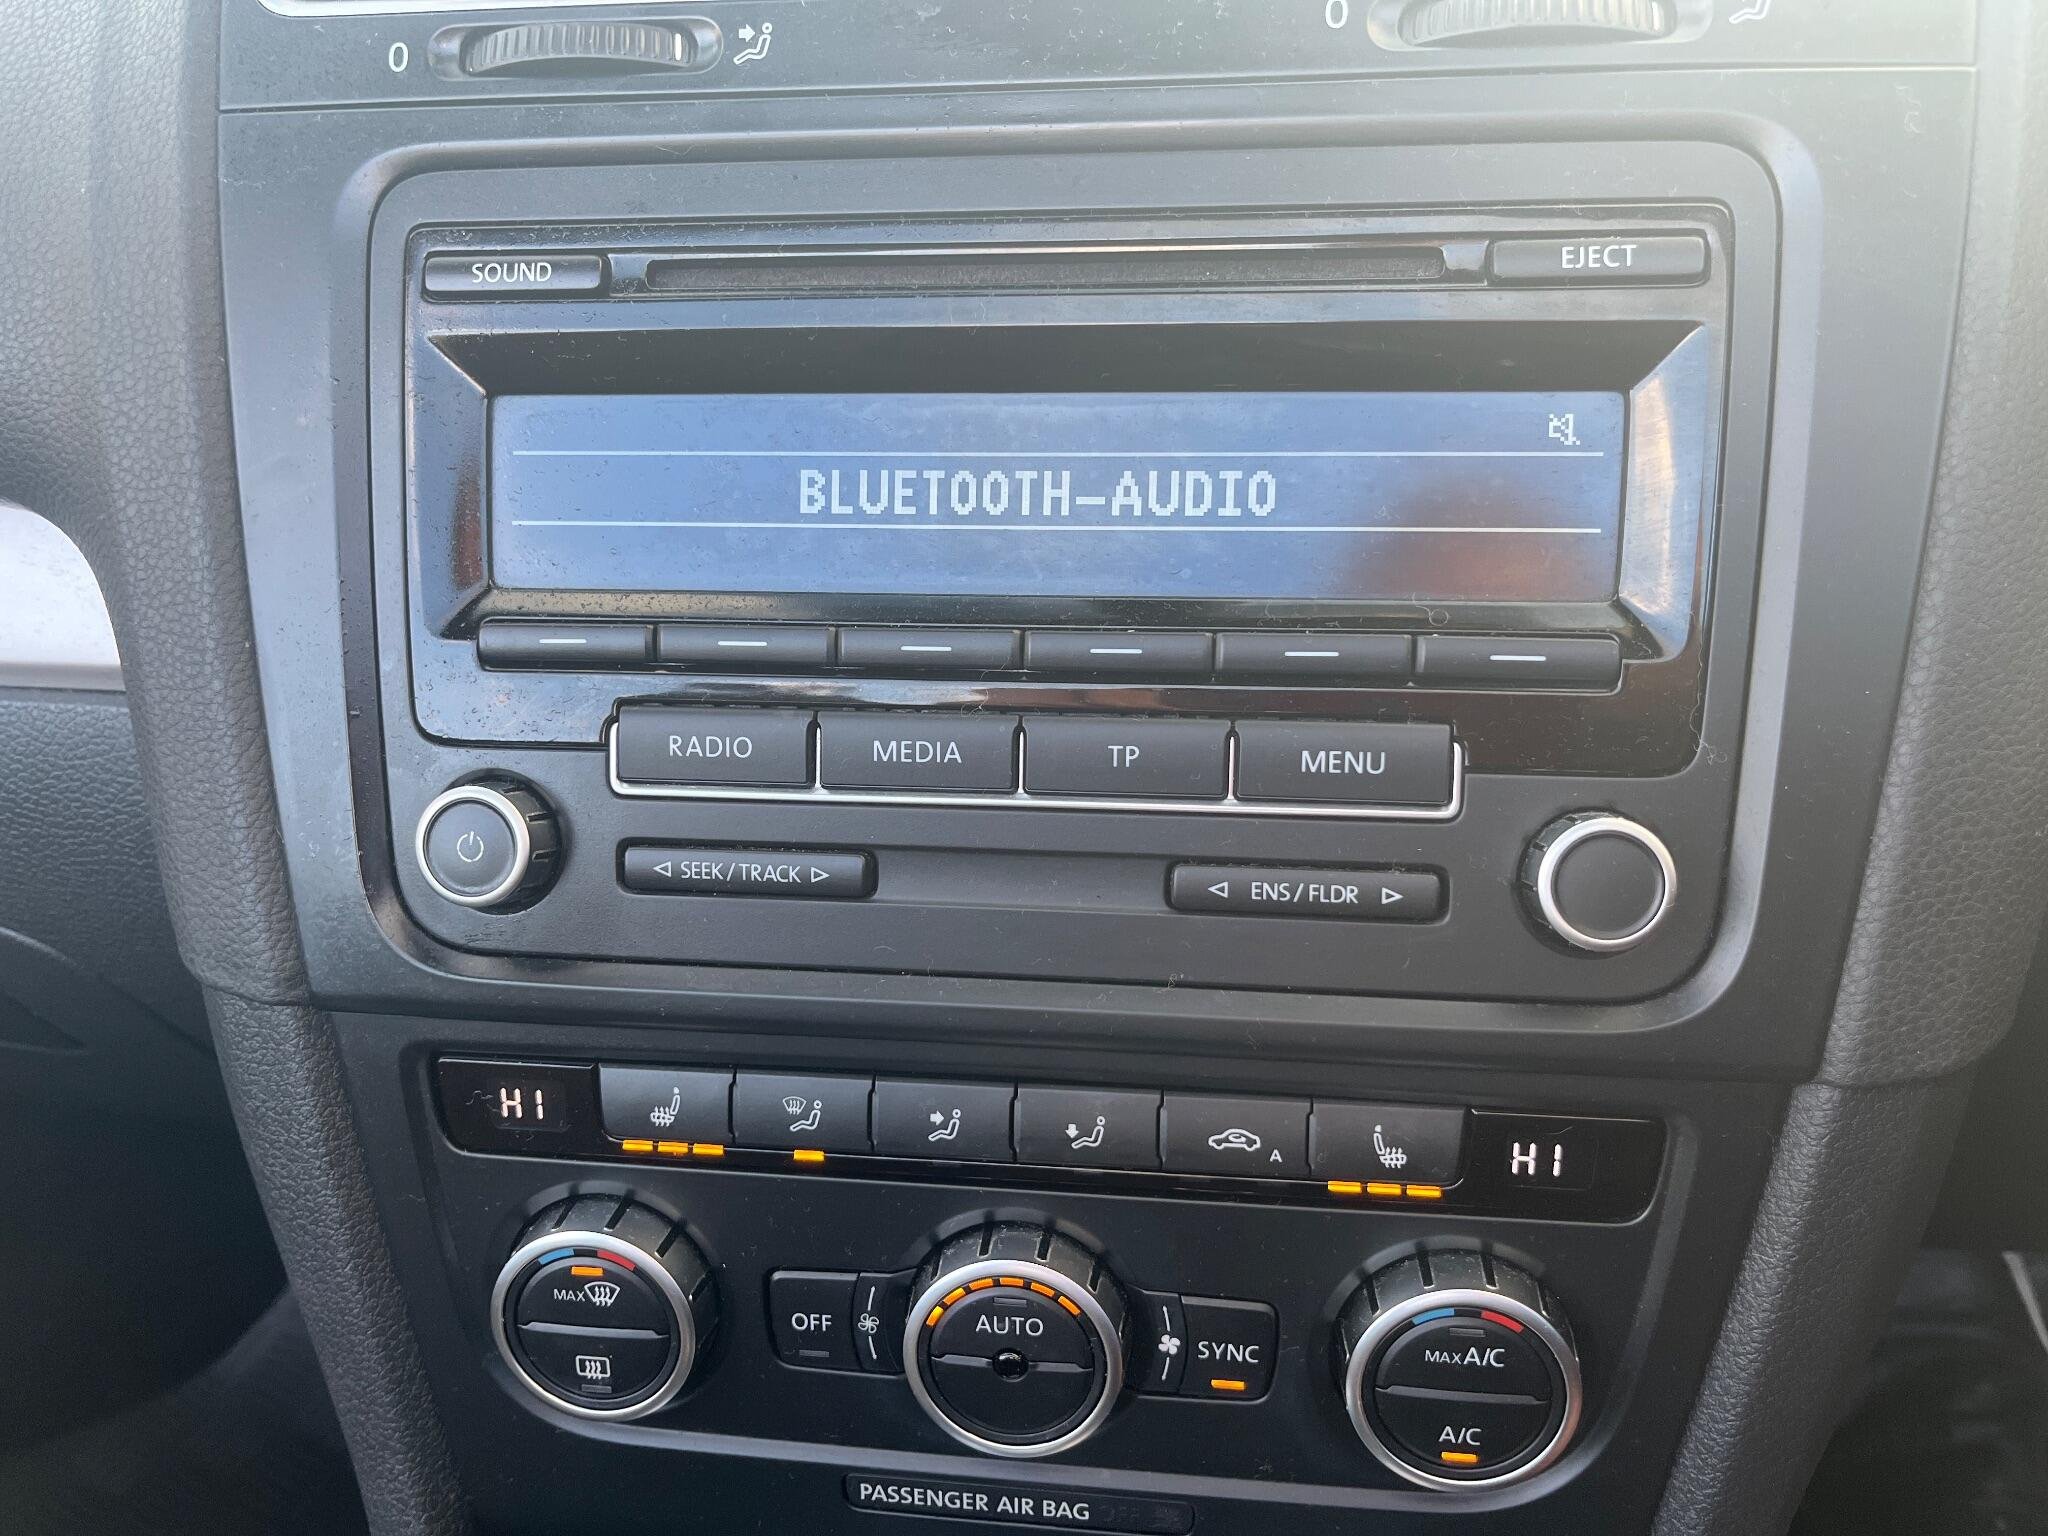 0
0
SOUND
EJECT
BLUETOOTH-AUDIO
RADIO
MEDIA
TP
MENU
SEEK/TRACK
ENS/FLDR
HI
A
HI
MAX
OFF
AUTO
SYNC
MAX A/C
A/C
PASSENGER AIR BAG OFF